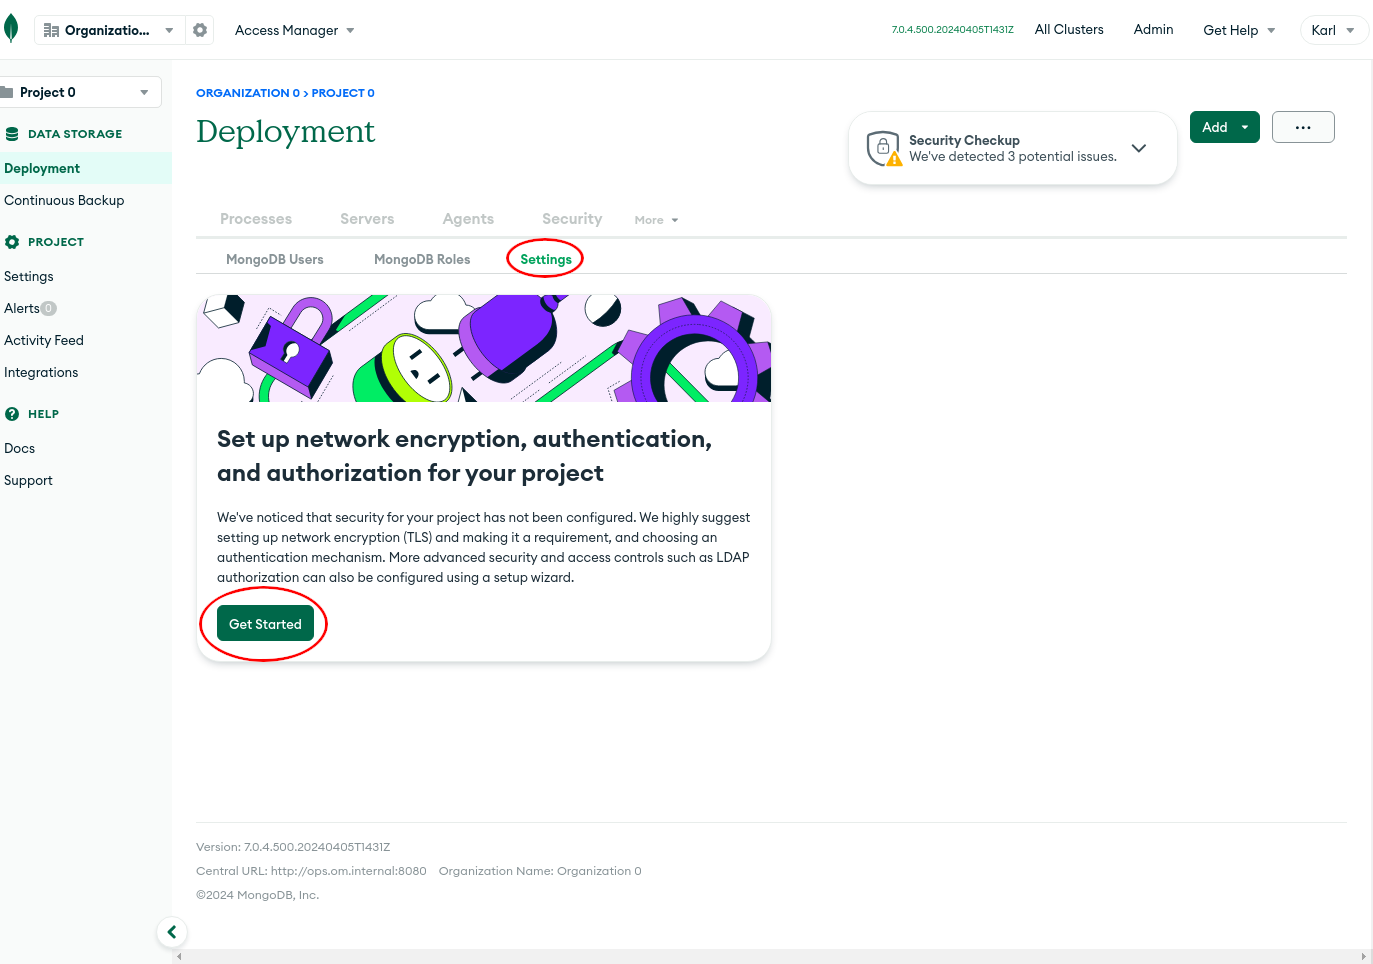 Organizatio...
Access Manager
7.0.4.500.20240405T1431Z
All Clusters
Admin
Get Help
Karl
Project 0
DATA STORAGE
Deployment
Continuous Backup
PROJECT
Settings
Alerts 0
Activity Feed
Integrations
HELP
Docs
Support
ORGANIZATION 0 > PROJECT 0
Deployment
Security Checkup
We've detected 3 potential issues.
Add
...
Processes Servers Agents Security More
MongoDB Users MongoDB Roles Settings
Set up network encryption, authentication,
and authorization for your project
We've noticed that security for your project has not been configured. We highly suggest
setting up network encryption (TLS) and making it a requirement, and choosing an
authentication mechanism. More advanced security and access controls such as LDAP
authorization can also be configured using a setup wizard.
Get Started
Version: 7.0.4.500.20240405T1431Z
Central URL: http://ops.om.internal:8080 Organization Name: Organization 0
©2024 MongoDB, Inc.